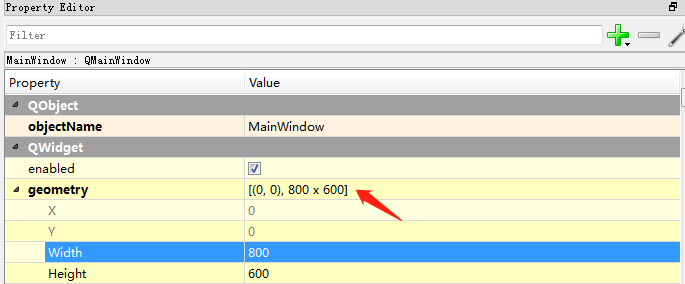 Property Editor
Filter
MainWindow : QMainWindow
Property Value
QObject
objectName MainWindow
QWidget
enabled
geometry [(0, 0), 800 x 600]
X 0
Y 0
Width 800
Height 600